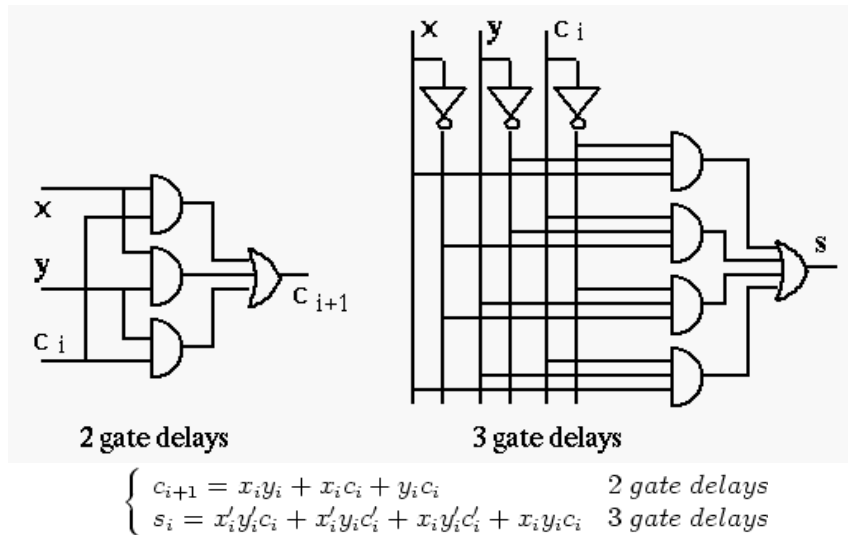 x y c i
x
y
c i
c i+1
s
2 gate delays 3 gate delays
c_{i+1} = x_i y_i + x_i c_i + y_i c_i 2 gate delays
s_i = x'_i y'_i c_i + x'_i y_i c'_i + x_i y'_i c'_i + x_i y_i c_i 3 gate delays